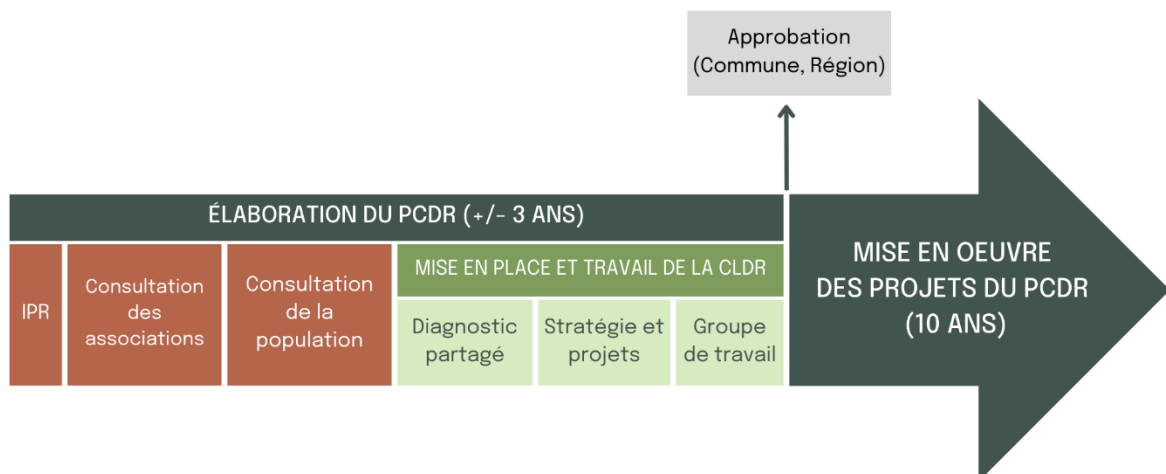 Approbation
(Commune, Région)
ÉLABORATION DU PCDR (+/- 3 ANS)
IPR
Consultation
des
associations
Consultation
de la
population
MISE EN PLACE ET TRAVAIL DE LA CLDR
Diagnostic
partagé
Stratégie et
projets
Groupe
de travail
MISE EN OEUVRE
DES PROJETS DU PCDR
(10 ANS)